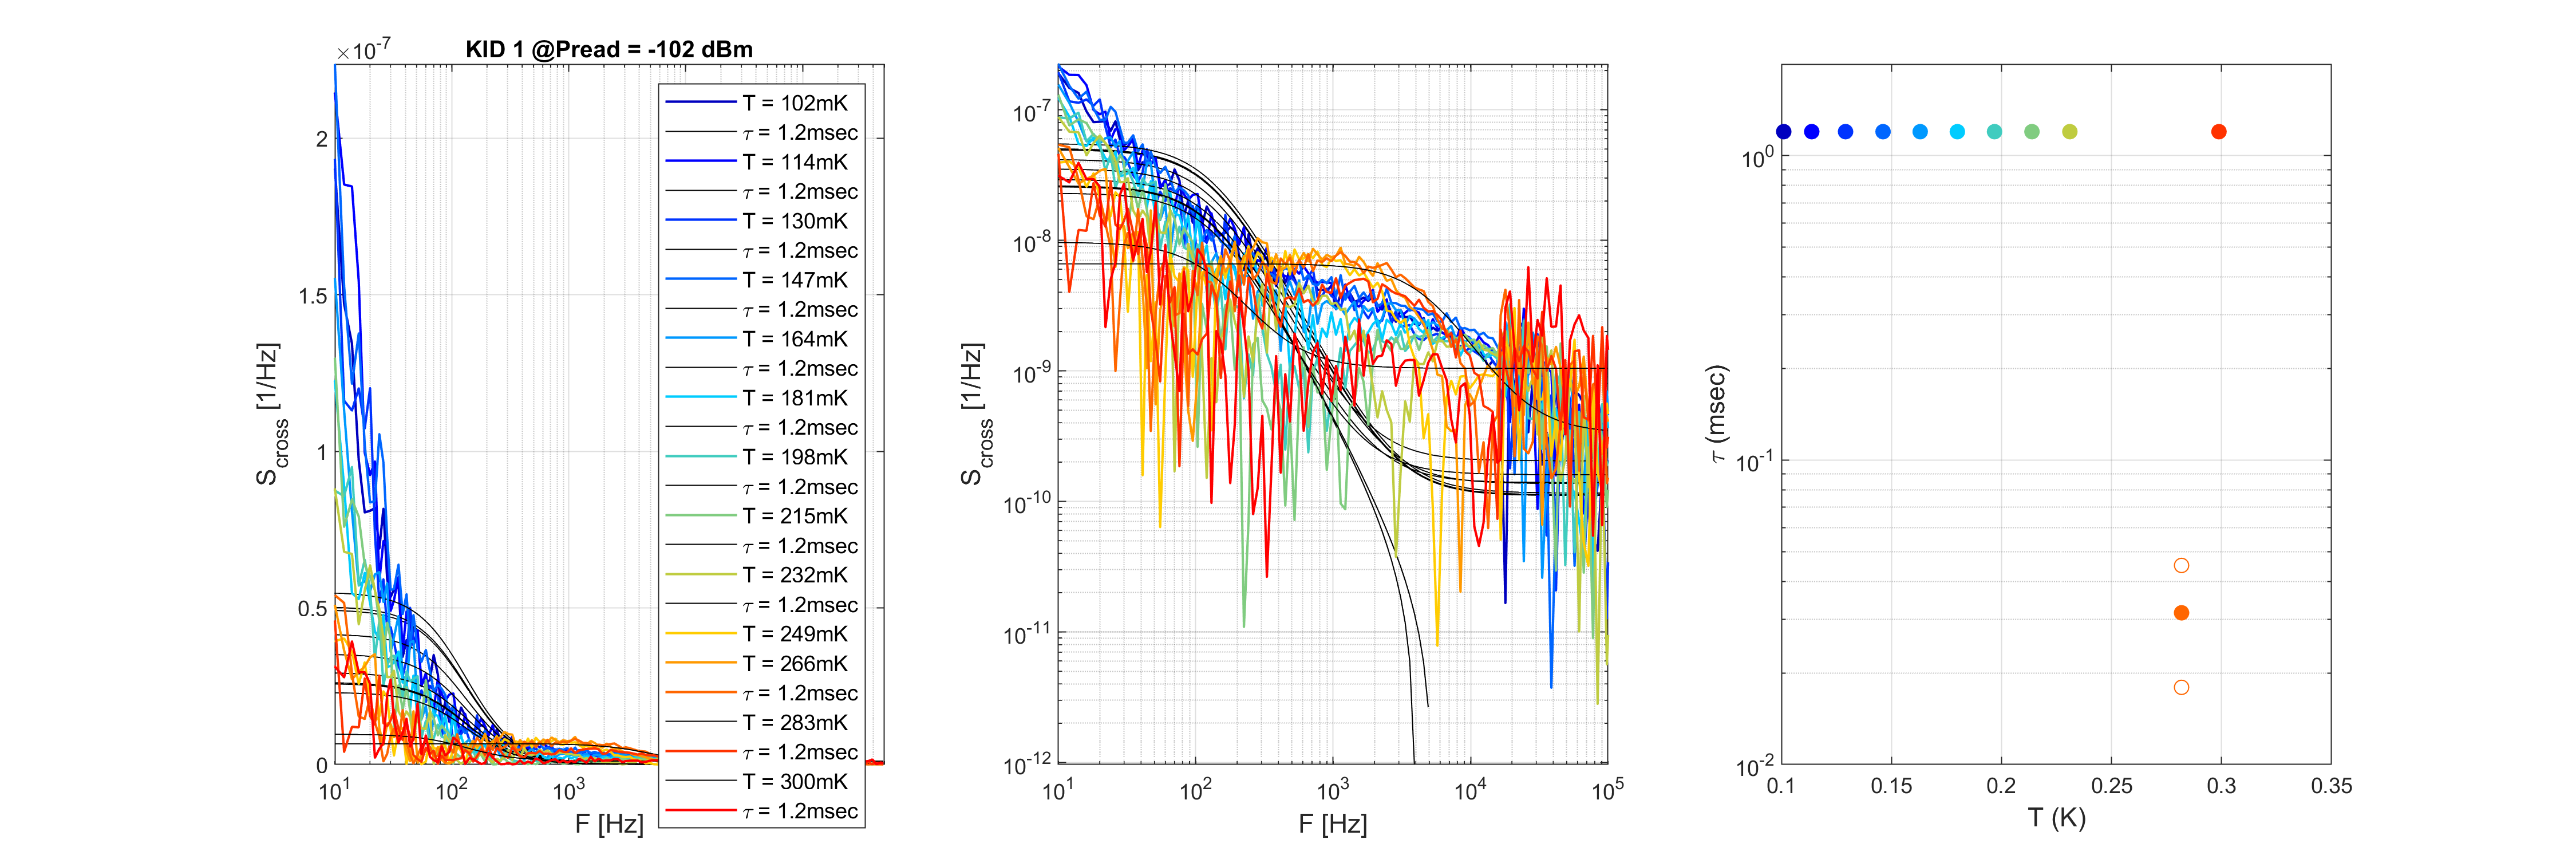 ×10⁻⁷
KID 1 @Pread = -102 dBm
2
1.5
1
0.5
0
S_cross [1/Hz]
10¹ 10² 10³
F [Hz]
T = 102mK
τ = 1.2msec
T = 114mK
τ = 1.2msec
T = 130mK
τ = 1.2msec
T = 147mK
τ = 1.2msec
T = 164mK
τ = 1.2msec
T = 181mK
τ = 1.2msec
T = 198mK
τ = 1.2msec
T = 215mK
τ = 1.2msec
T = 232mK
τ = 1.2msec
T = 249mK
T = 266mK
τ = 1.2msec
T = 283mK
τ = 1.2msec
T = 300mK
τ = 1.2msec
10⁻⁷
10⁻⁸
10⁻⁹
10⁻¹⁰
10⁻¹¹
10⁻¹²
S_cross [1/Hz]
10¹ 10² 10³ 10⁴ 10⁵
F [Hz]
10⁰
10⁻¹
10⁻²
τ (msec)
0.1 0.15 0.2 0.25 0.3 0.35
T (K)